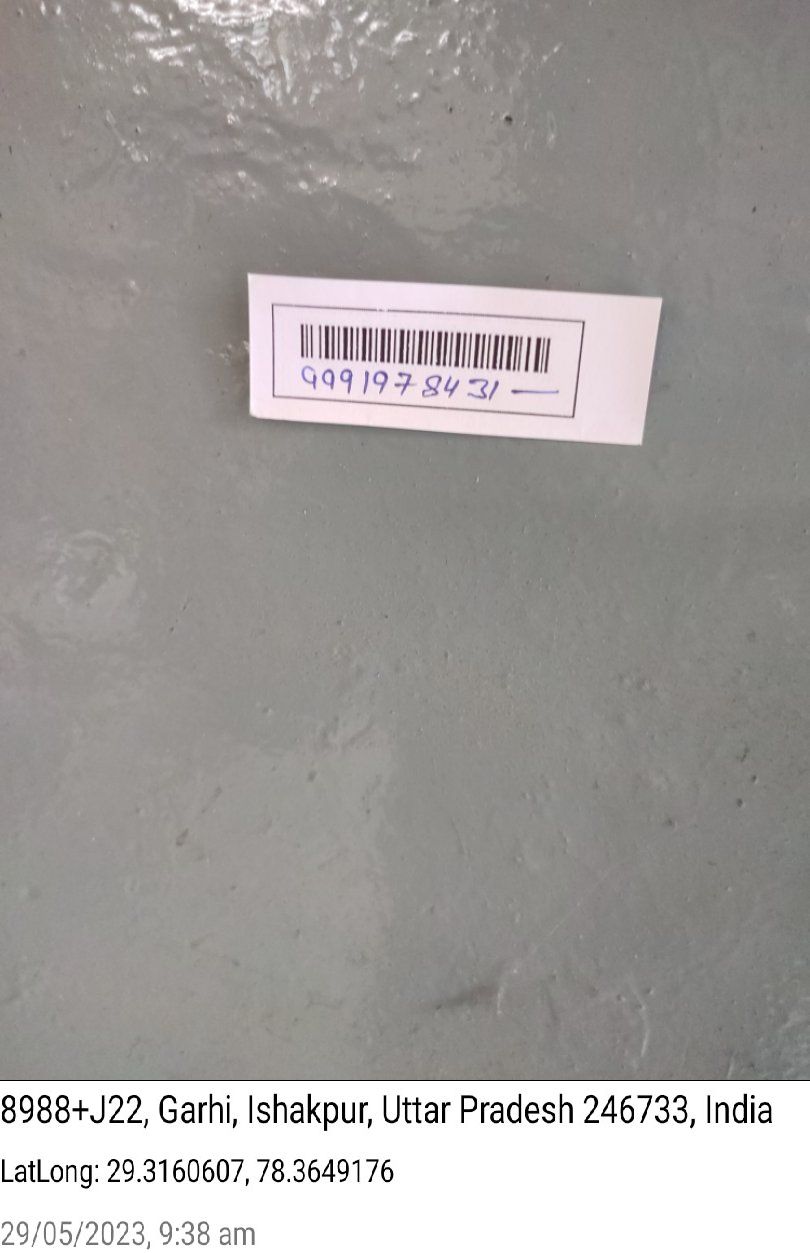 9991978431 —
8988+J22, Garhi, Ishakpur, Uttar Pradesh 246733, India
LatLong: 29.3160607, 78.3649176
29/05/2023, 9:38 am